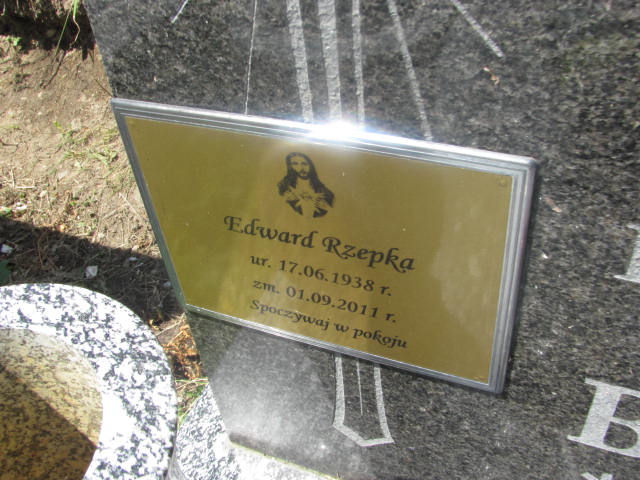 Edward Rzepka
ur. 17.06.1938 r.
zm. 01.09.2011 r.
Spoczywaj w pokoju